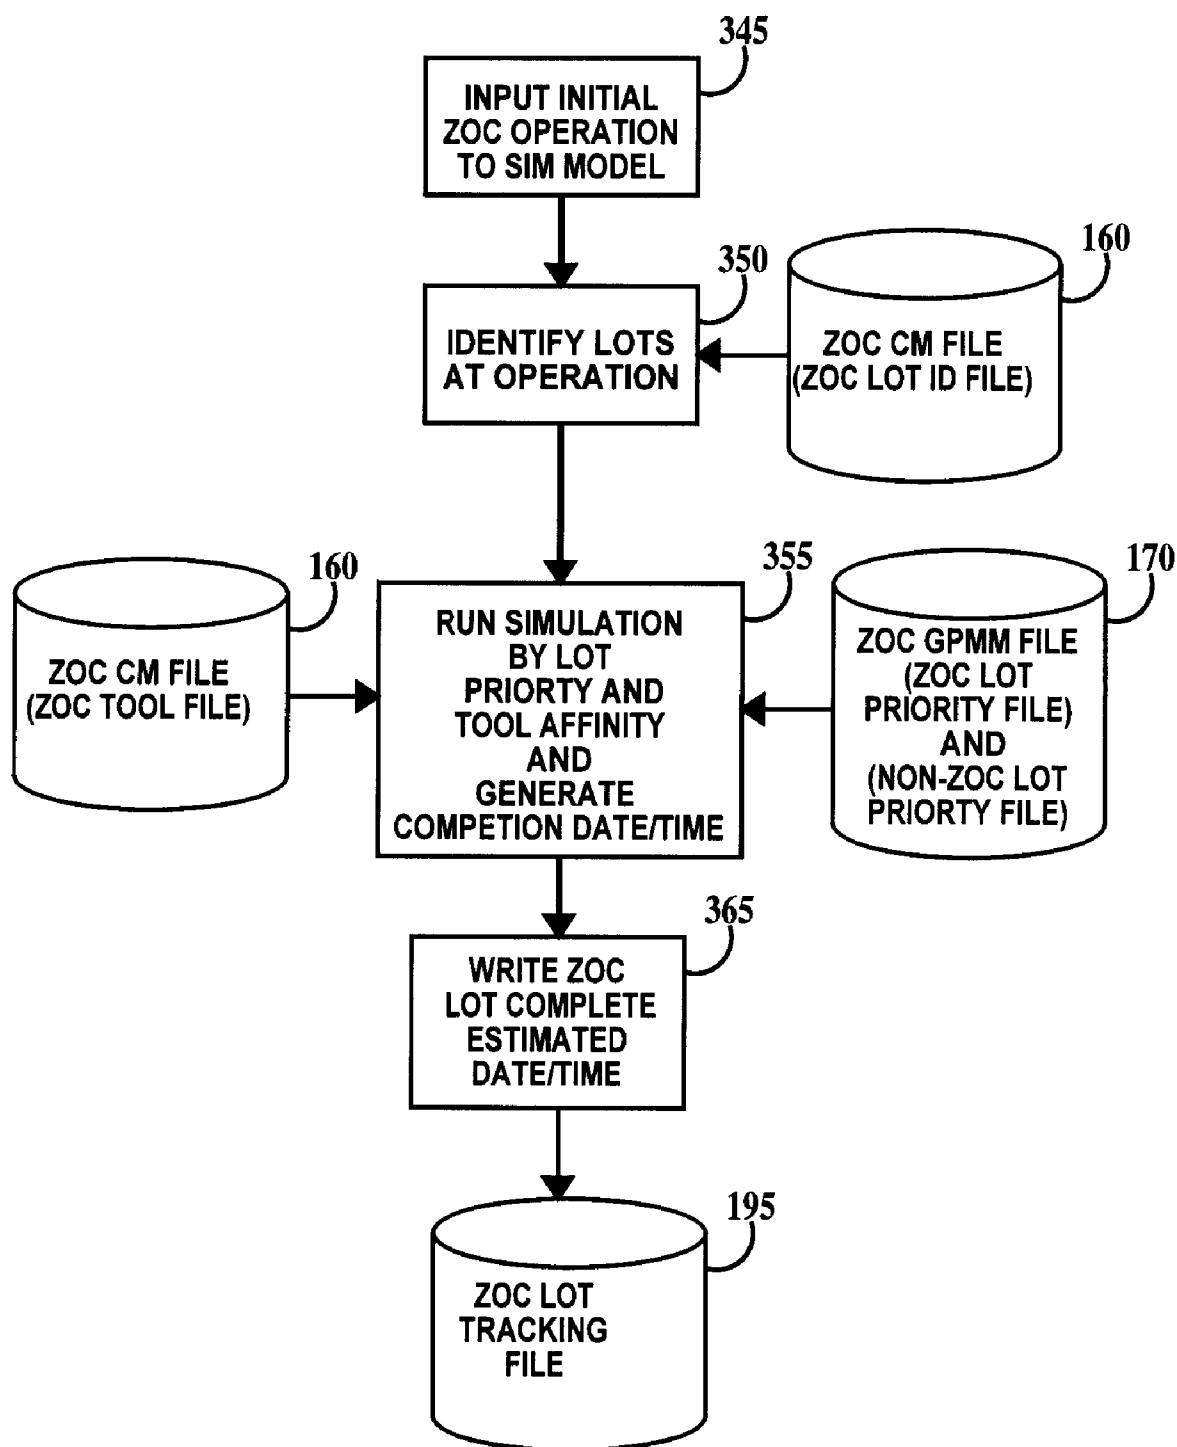 345
INPUT INITIAL
ZOC OPERATION
TO SIM MODEL
350
IDENTIFY LOTS
AT OPERATION
160
ZOC CM FILE
(ZOC LOT ID FILE)
160
ZOC CM FILE
(ZOC TOOL FILE)
355
RUN SIMULATION
BY LOT
PRIORTY AND
TOOL AFFINITY
AND
GENERATE
COMPETION DATE/TIME
170
ZOC GPMM FILE
(ZOC LOT
PRIORITY FILE)
AND
(NON-ZOC LOT
PRIORTY FILE)
365
WRITE ZOC
LOT COMPLETE
ESTIMATED
DATE/TIME
195
ZOC LOT
TRACKING
FILE